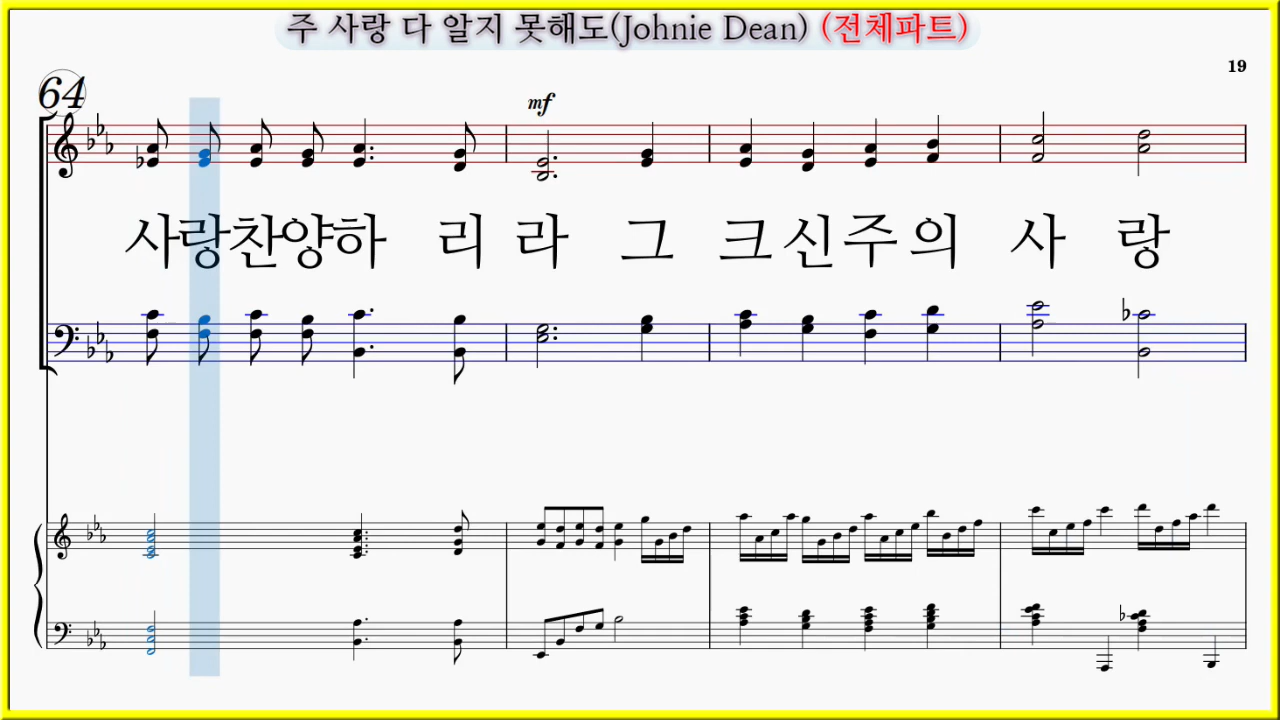 주 사랑 다 알지 못해도(Johnie Dean) (전체파트)
19
64
mf
사랑찬양하 리 라 그 크신주의 사 랑